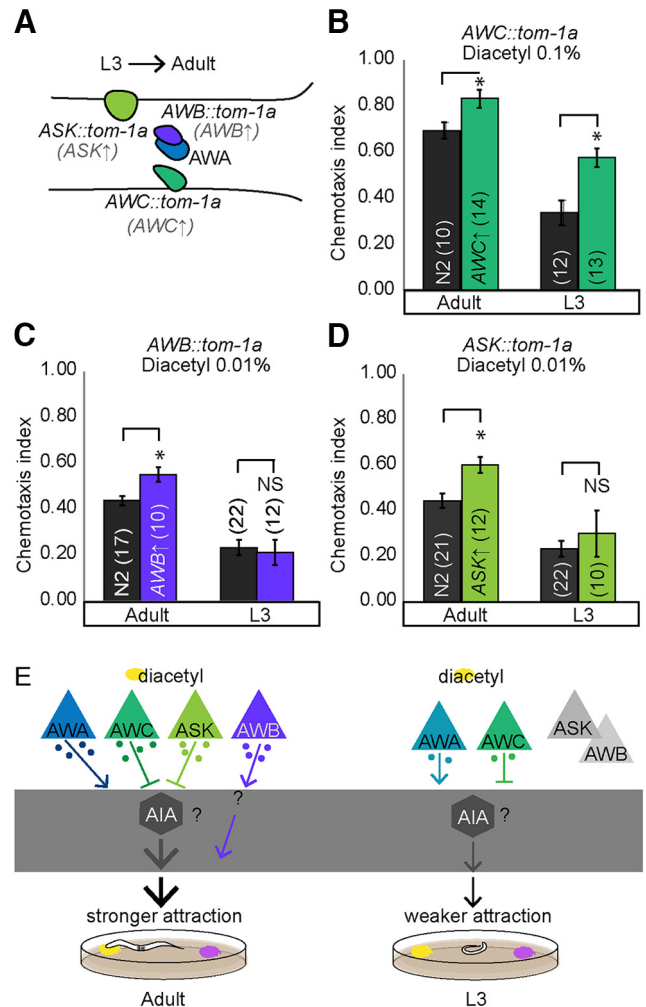 A
L3 → Adult
ASK::tom-1a
(ASK↑)
AWB::tom-1a
(AWB↑)
AWA
AWC::tom-1a
(AWC↑)
B
AWC::tom-1a
Diacetyl 0.1%
Chemotaxis index
1.00
0.80
0.60
0.40
0.20
0.00
* *
N2 (10)
AWC↑ (14)
(12)
(13)
Adult L3
C
AWB::tom-1a
Diacetyl 0.01%
Chemotaxis index
1.00
0.80
0.60
0.40
0.20
0.00
* NS
N2 (17)
AWB↑ (10)
(22)
(12)
Adult L3
D
ASK::tom-1a
Diacetyl 0.01%
Chemotaxis index
1.00
0.80
0.60
0.40
0.20
0.00
* NS
N2 (21)
ASK↑ (12)
(22)
(10)
Adult L3
E
diacetyl
AWA AWC ASK AWB
?
AIA ?
stronger attraction
Adult
diacetyl
AWA AWC ASK AWB
AIA ?
weaker attraction
L3